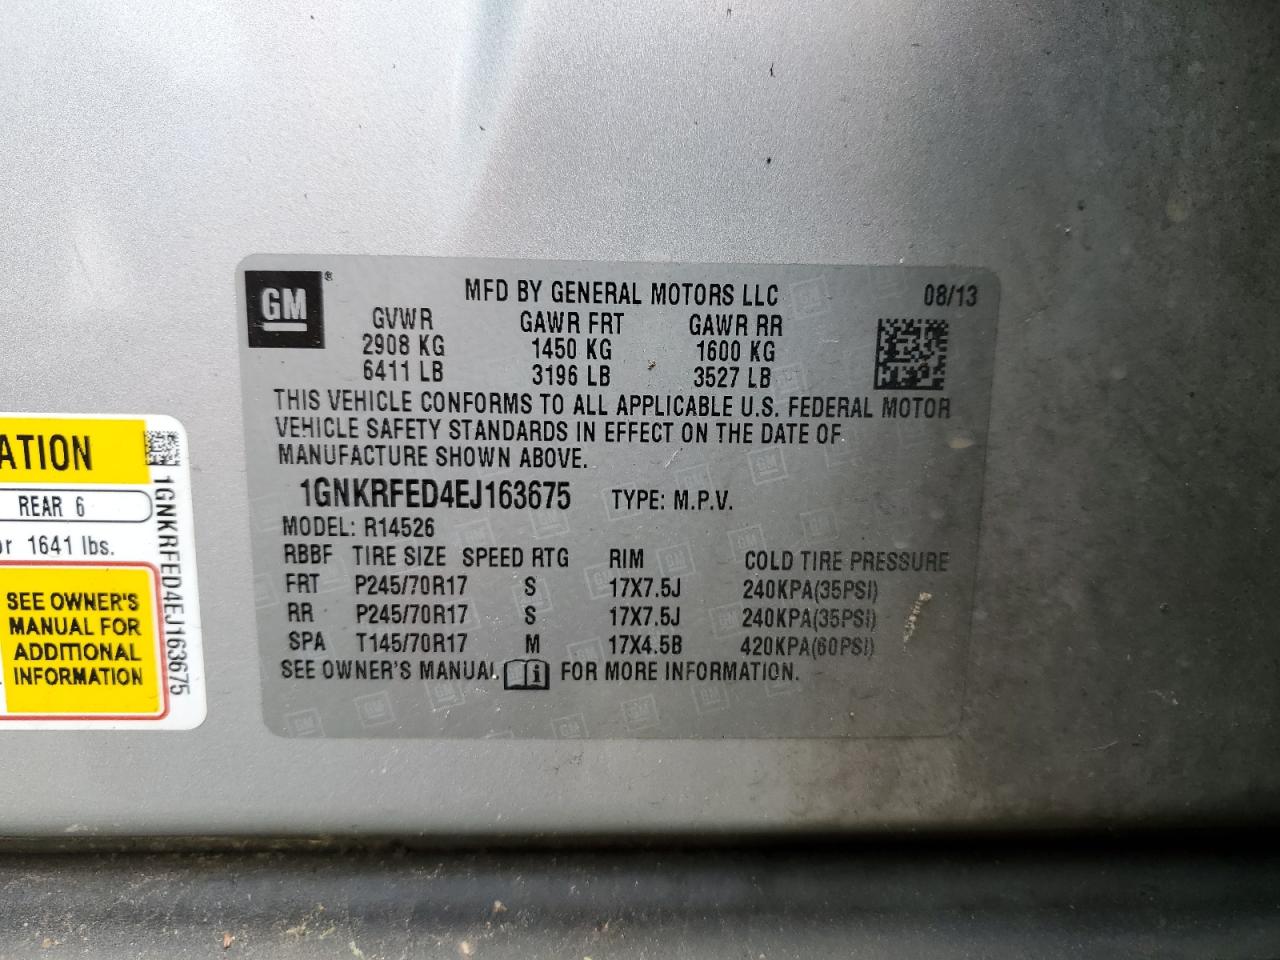 GM ®
MFD BY GENERAL MOTORS LLC 08/13
GVWR GAWR FRT GAWR RR
2908 KG 1450 KG 1600 KG
6411 LB 3196 LB 3527 LB
THIS VEHICLE CONFORMS TO ALL APPLICABLE U.S. FEDERAL MOTOR
VEHICLE SAFETY STANDARDS IN EFFECT ON THE DATE OF
MANUFACTURE SHOWN ABOVE.
1GNKRFED4EJ163675 TYPE: M.P.V.
MODEL: R14526
RBBF TIRE SIZE SPEED RTG RIM COLD TIRE PRESSURE
FRT P245/70R17 S 17X7.5J 240KPA(35PSI)
RR P245/70R17 S 17X7.5J 240KPA(35PSI)
SPA T145/70R17 M 17X4.5B 420KPA(60PSI)
SEE OWNER'S MANUAL FOR MORE INFORMATION.
ATION
REAR 6
or 1641 lbs.
SEE OWNER'S
MANUAL FOR
ADDITIONAL
INFORMATION
1GNKRFED4EJ163675